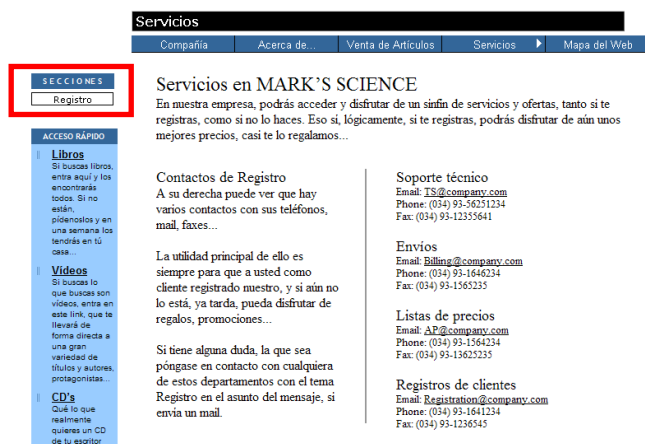 Servicios
Compañía Acerca de... Venta de Artículos Servicios Mapa del Web
SECCIONES
Registro
ACCESO RÁPIDO
Libros
Si buscas libros,
entra aquí y los
encontrarás
todos. Si no
están,
pídenoslos y en
una semana los
tendrás en tú
casa...
Videos
Si buscas lo
que buscas son
vídeos, entra en
este link, que te
llevará de
forma directa a
una gran
variedad de
títulos y autores,
protagonistas...
CD's
Qué lo que
realmente
quieres un CD
de tu escritor
Servicios en MARK'S SCIENCE
En nuestra empresa, podrás acceder y disfrutar de un sinfín de servicios y ofertas, tanto si te
registras, como si no lo haces. Eso si, lógicamente, si te registras, podrás disfrutar de aún unos
mejores precios, casi te lo regalamos...
Contactos de Registro
A su derecha puede ver que hay
varios contactos con sus teléfonos,
mail, faxes...
La utilidad principal de ello es
siempre para que a usted como
cliente registrado nuestro, y si aún no
lo está, ya tarda, pueda disfrutar de
regalos, promociones...
Si tiene alguna duda, la que sea
póngase en contacto con cualquiera
de estos departamentos con el tema
Registro en el asunto del mensaje, si
envia un mail.
Soporte técnico
Email: TS@company.com
Phone: (034) 93-56251234
Fax: (034) 93-12355641
Envíos
Email: Billing@company.com
Phone: (034) 93-1646234
Fax: (034) 93-1565235
Listas de precios
Email: AP@company.com
Phone: (034) 93-1564234
Fax: (034) 93-13625235
Registros de clientes
Email: Registration@company.com
Phone: (034) 93-1641234
Fax: (034) 93-1236545